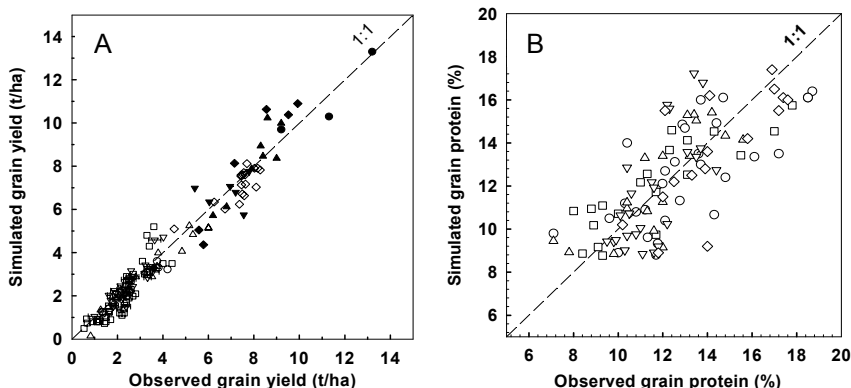 A
1:1
Simulated grain yield (t/ha)
14
12
10
8
6
4
2
0
0 2 4 6 8 10 12 14
Observed grain yield (t/ha)
B
1:1
Simulated grain protein (%)
20
18
16
14
12
10
8
6
6 8 10 12 14 16 18 20
Observed grain protein (%)